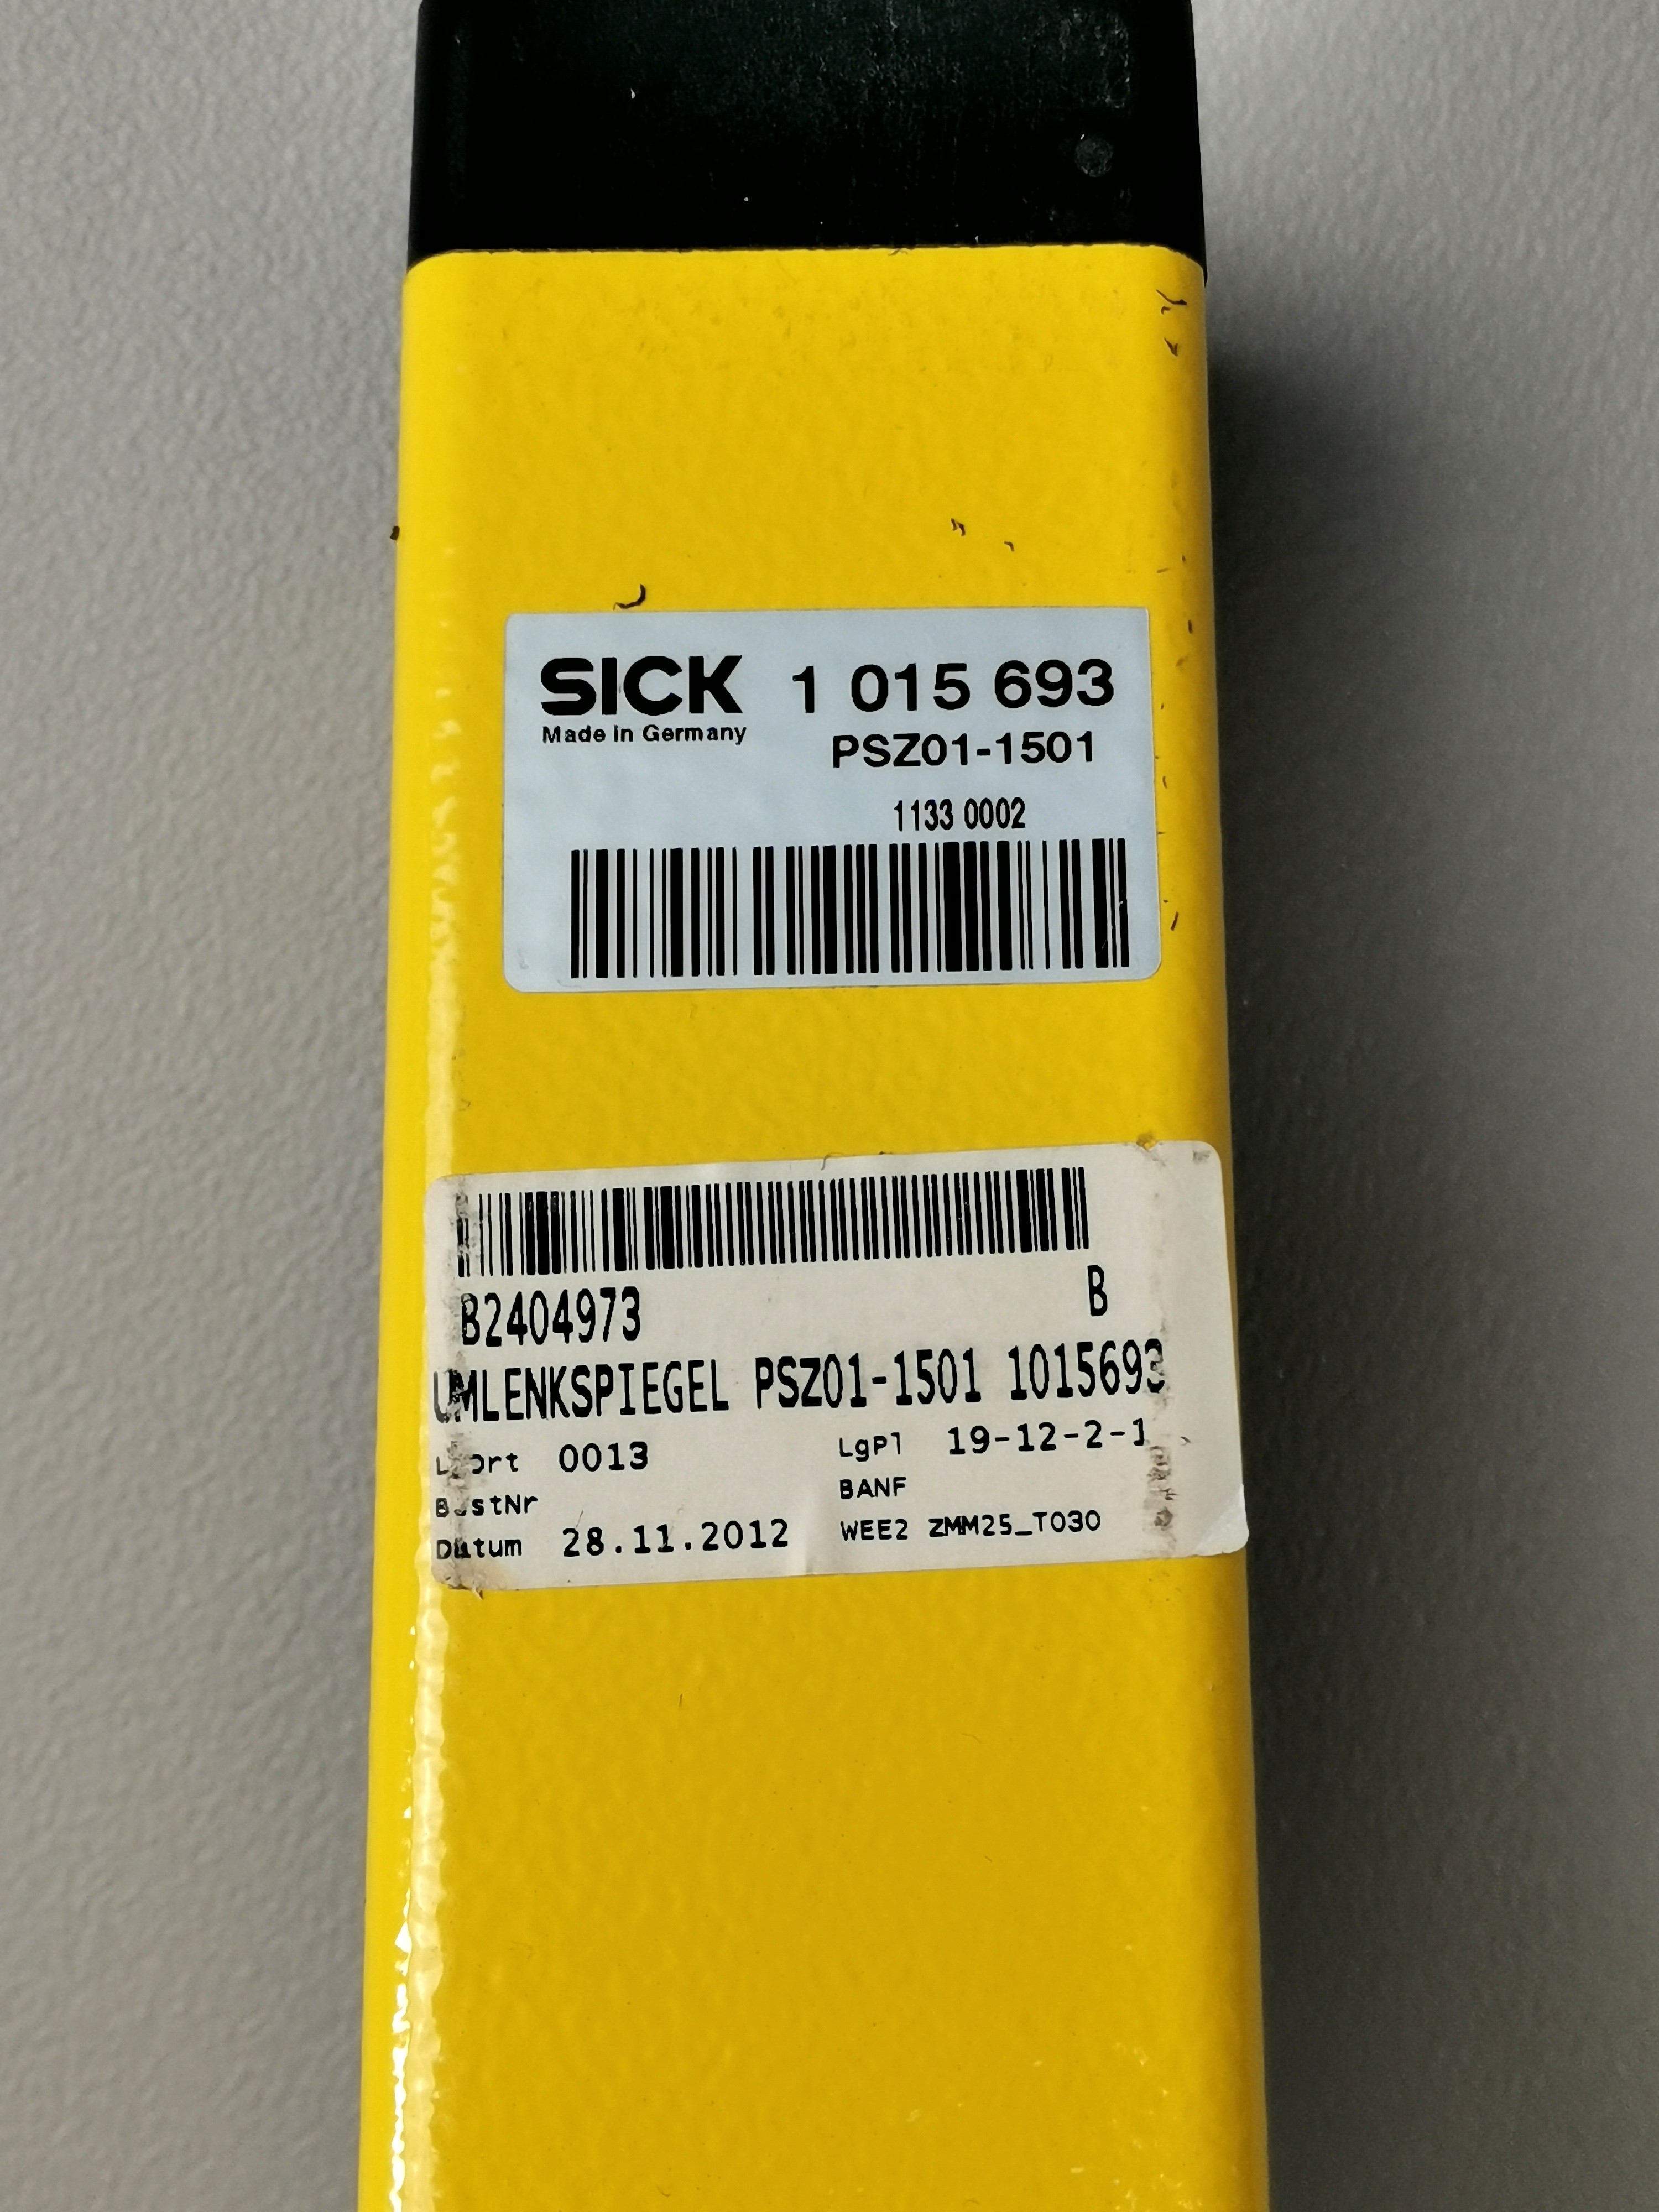 SICK 1 015 693
Made in Germany
PSZ01-1501
1133 0002
B2404973 B
UMLENKSPIEGEL PSZ01-1501 1015693
0013 LgPl 19-12-2-1
BANF
Datum 28.11.2012 WEE2 ZMM25_T030